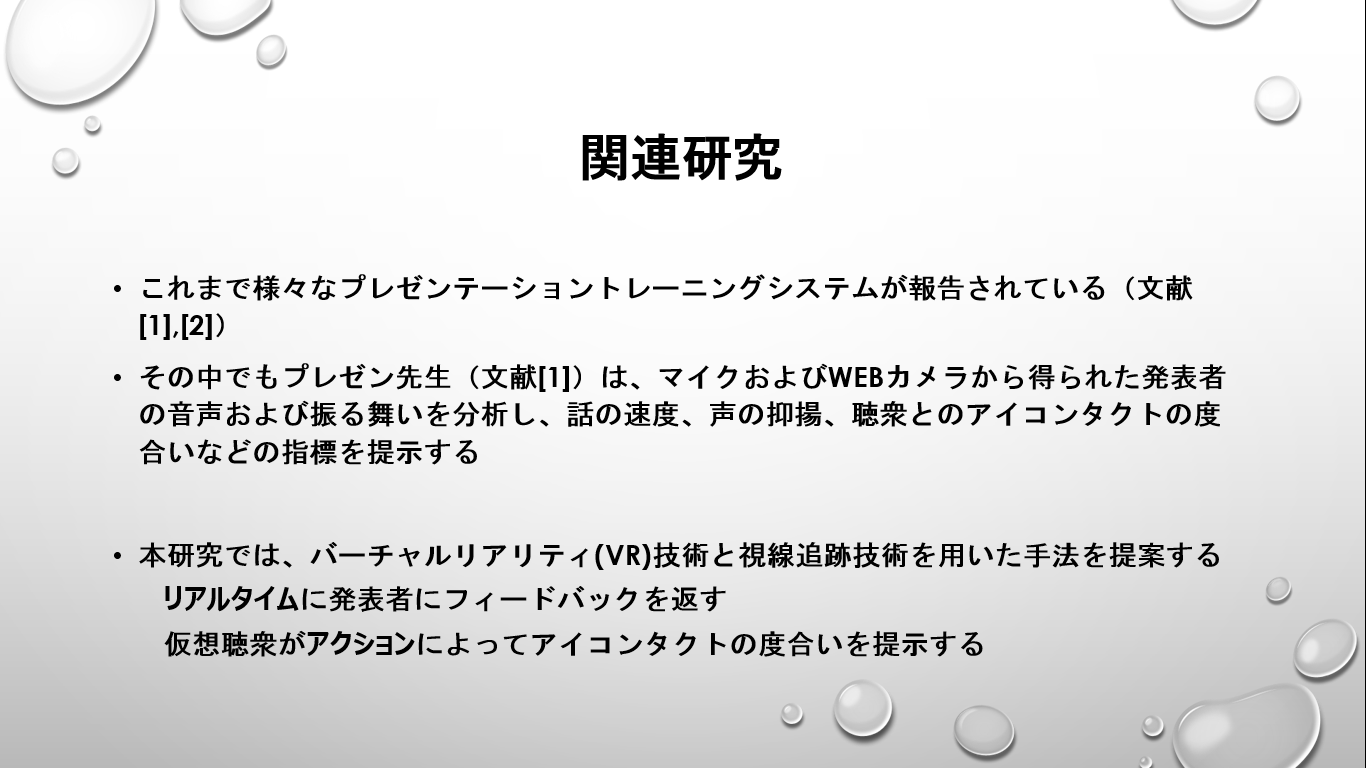 関連研究
• これまで様々なプレゼンテーショントレーニングシステムが報告されている（文献
[1],[2]）
• その中でもプレゼン先生（文献[1]）は、マイクおよびWEBカメラから得られた発表者
の音声および振る舞いを分析し、話の速度、声の抑揚、聴衆とのアイコンタクトの度
合いなどの指標を提示する
• 本研究では、バーチャルリアリティ(VR)技術と視線追跡技術を用いた手法を提案する
リアルタイムに発表者にフィードバックを返す
仮想聴衆がアクションによってアイコンタクトの度合いを提示する